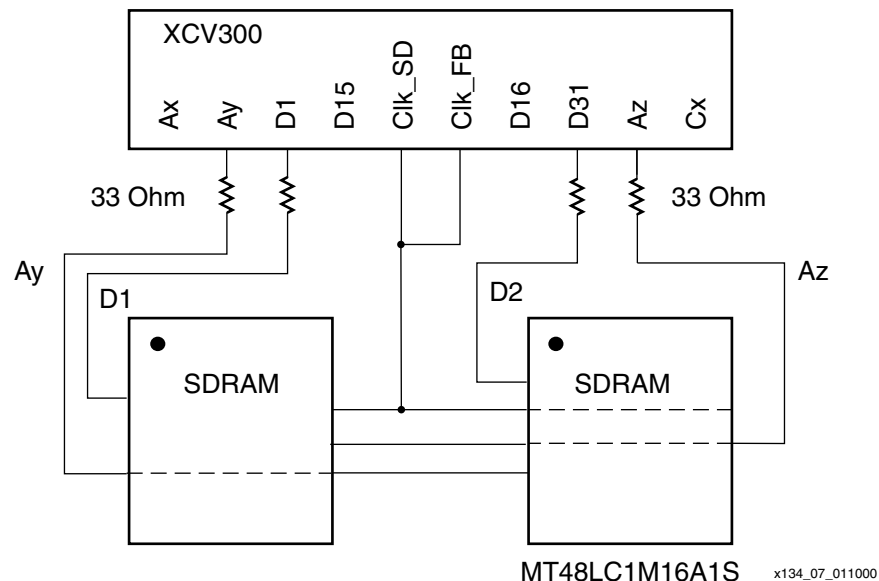 XCV300
Ax
Ay
D1
D15
Clk_SD
Clk_FB
D16
D31
Az
Cx
33 Ohm
33 Ohm
Ay
Az
D1
D2
SDRAM
SDRAM
MT48LC1M16A1S
x134_07_011000